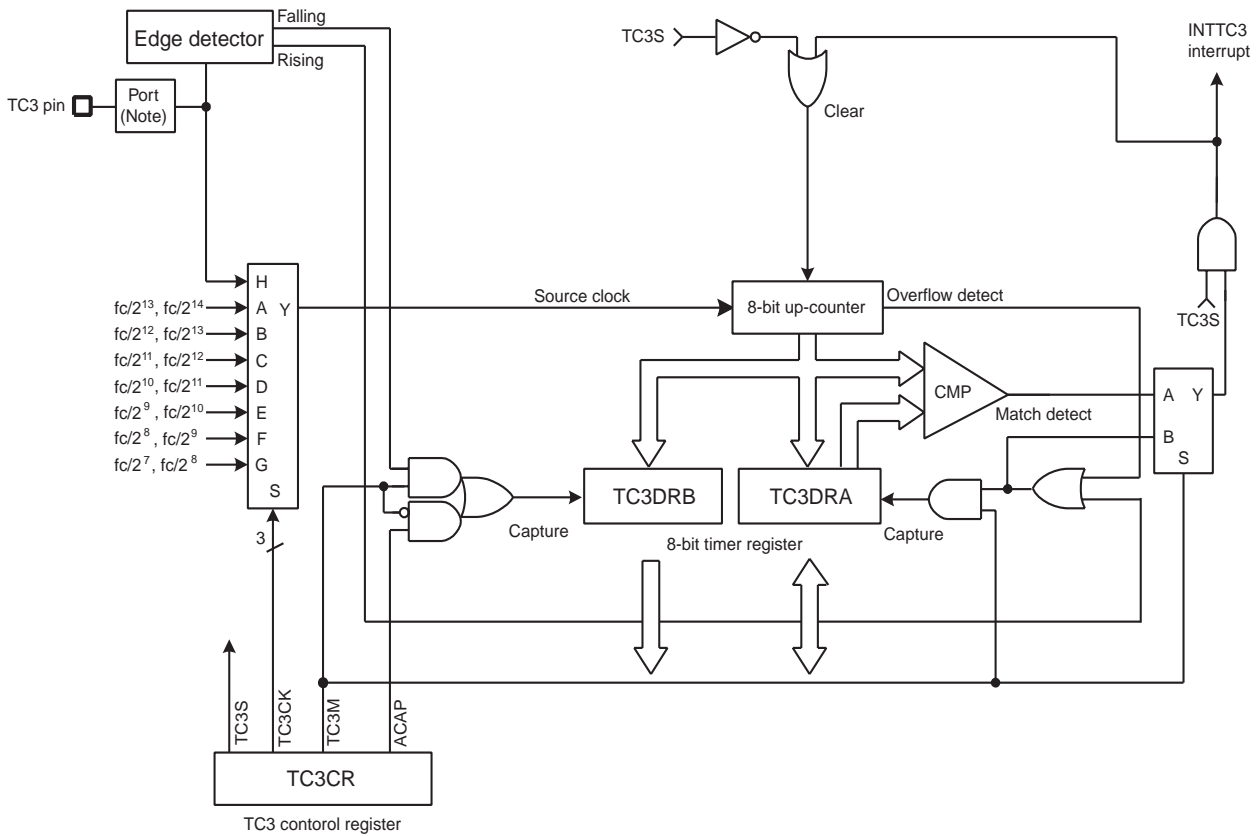 Falling
Edge detector
Rising
TC3 pin
Port
(Note)
TC3S
Clear
INTTC3
interrupt
TC3S
H
fc/2¹³, fc/2¹⁴ A Y
fc/2¹², fc/2¹³ B
fc/2¹¹, fc/2¹² C
fc/2¹⁰, fc/2¹¹ D
fc/2⁹ , fc/2¹⁰ E
fc/2⁸ , fc/2⁹ F
fc/2⁷, fc/2⁸ G
S
3
Source clock
8-bit up-counter
Overflow detect
CMP
Match detect
A Y
B
S
Capture
TC3DRB
TC3DRA
Capture
8-bit timer register
TC3S
TC3CK
TC3M
ACAP
TC3CR
TC3 contorol register